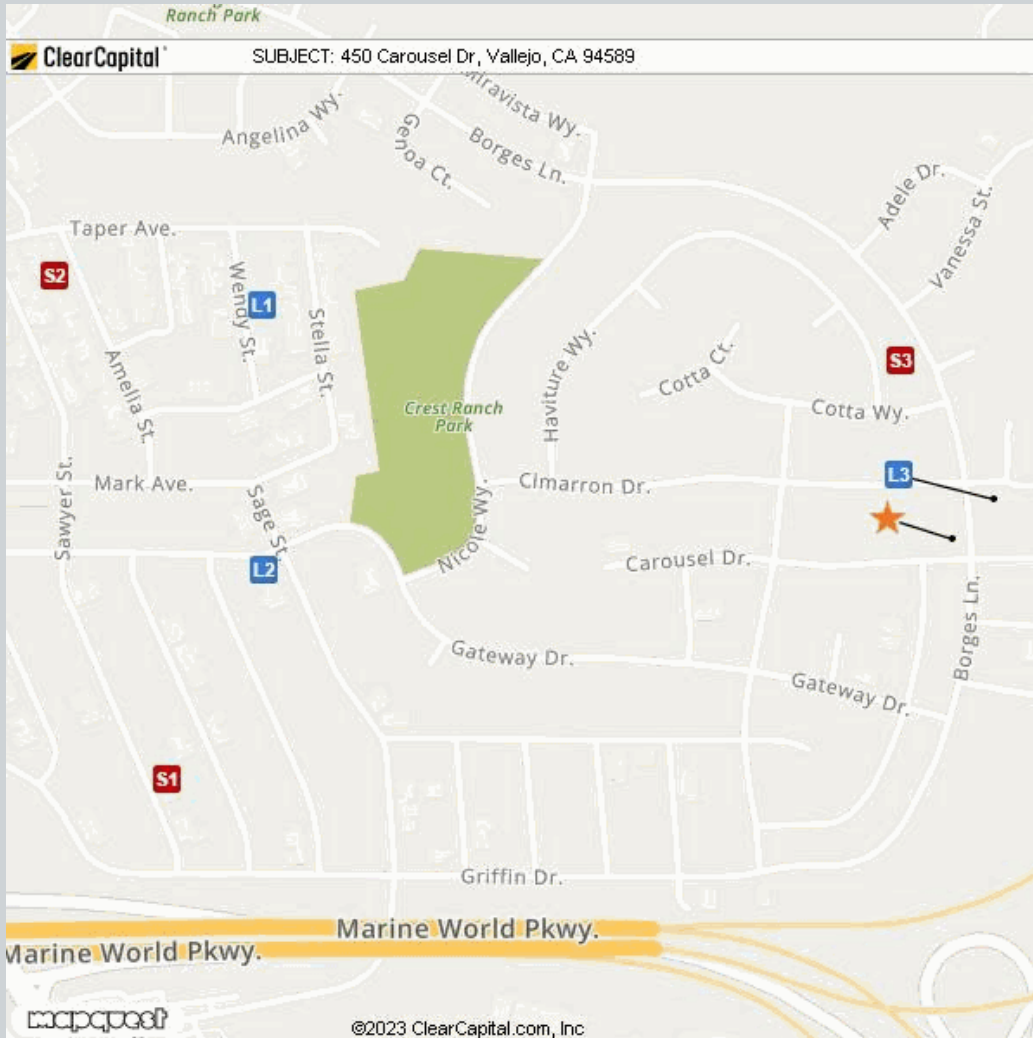 Ranch Park
ClearCapital
SUBJECT: 450 Carousel Dr, Vallejo, CA 94589
Miravista Wy.
Angelina Wy.
Genoa Ct.
Borges Ln.
Adele Dr.
Vanessa St.
Taper Ave.
S2
Wendy St.
L1
Stella St.
Amelia St.
Haviture Wy.
Cotta Ct.
S3
Crest Ranch
Park
Cotta Wy.
Sawyer St.
Mark Ave.
Sage St.
Nicole Wy.
Cimarron Dr.
L3
L2
Carousel Dr.
Borges Ln.
Gateway Dr.
Gateway Dr.
S1
Griffin Dr.
Marine World Pkwy.
Marine World Pkwy.
mapquest
©2023 ClearCapital.com, Inc